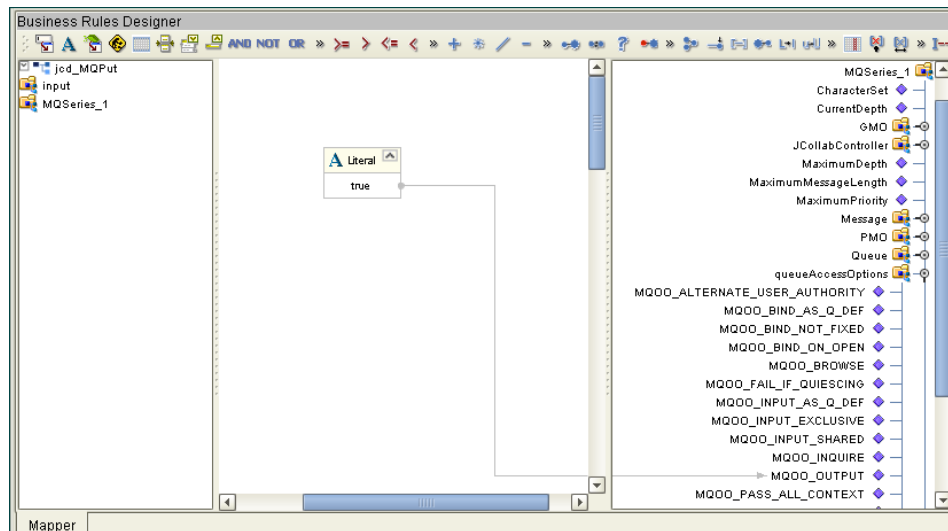 Business Rules Designer
A AND NOT OR » >= > <= < » + * / - » ? » »
jcd_MQPut
input
MQSeries_1
A Literal
true
MQSeries_1
CharacterSet
CurrentDepth
GMO
JCollabController
MaximumDepth
MaximumMessageLength
MaximumPriority
Message
PMO
Queue
queueAccessOptions
MQOO_ALTERNATE_USER_AUTHORITY
MQOO_BIND_AS_Q_DEF
MQOO_BIND_NOT_FIXED
MQOO_BIND_ON_OPEN
MQOO_BROWSE
MQOO_FAIL_IF_QUIESCING
MQOO_INPUT_AS_Q_DEF
MQOO_INPUT_EXCLUSIVE
MQOO_INPUT_SHARED
MQOO_INQUIRE
MQOO_OUTPUT
MQOO_PASS_ALL_CONTEXT
Mapper